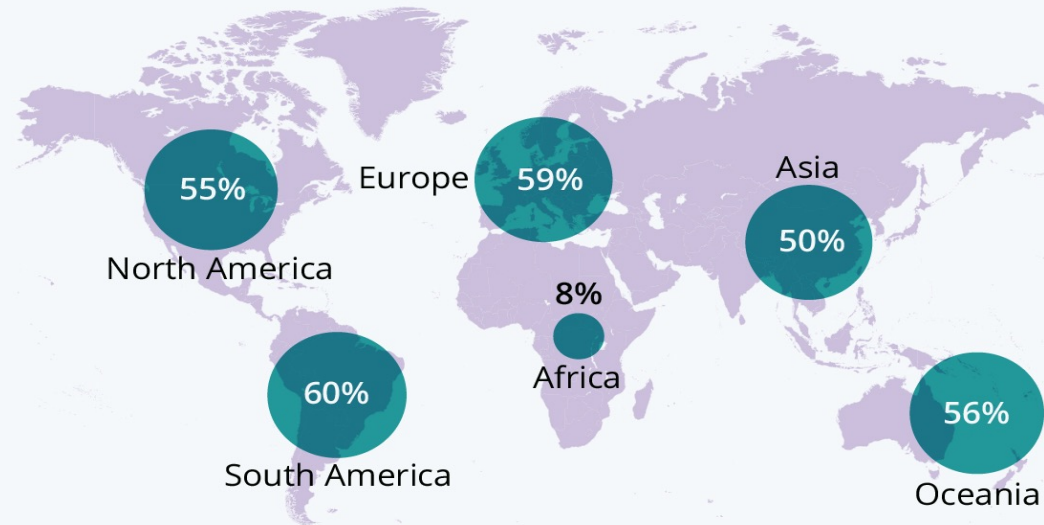 55%
North America
Europe
59%
Asia
50%
8%
Africa
60%
South America
56%
Oceania